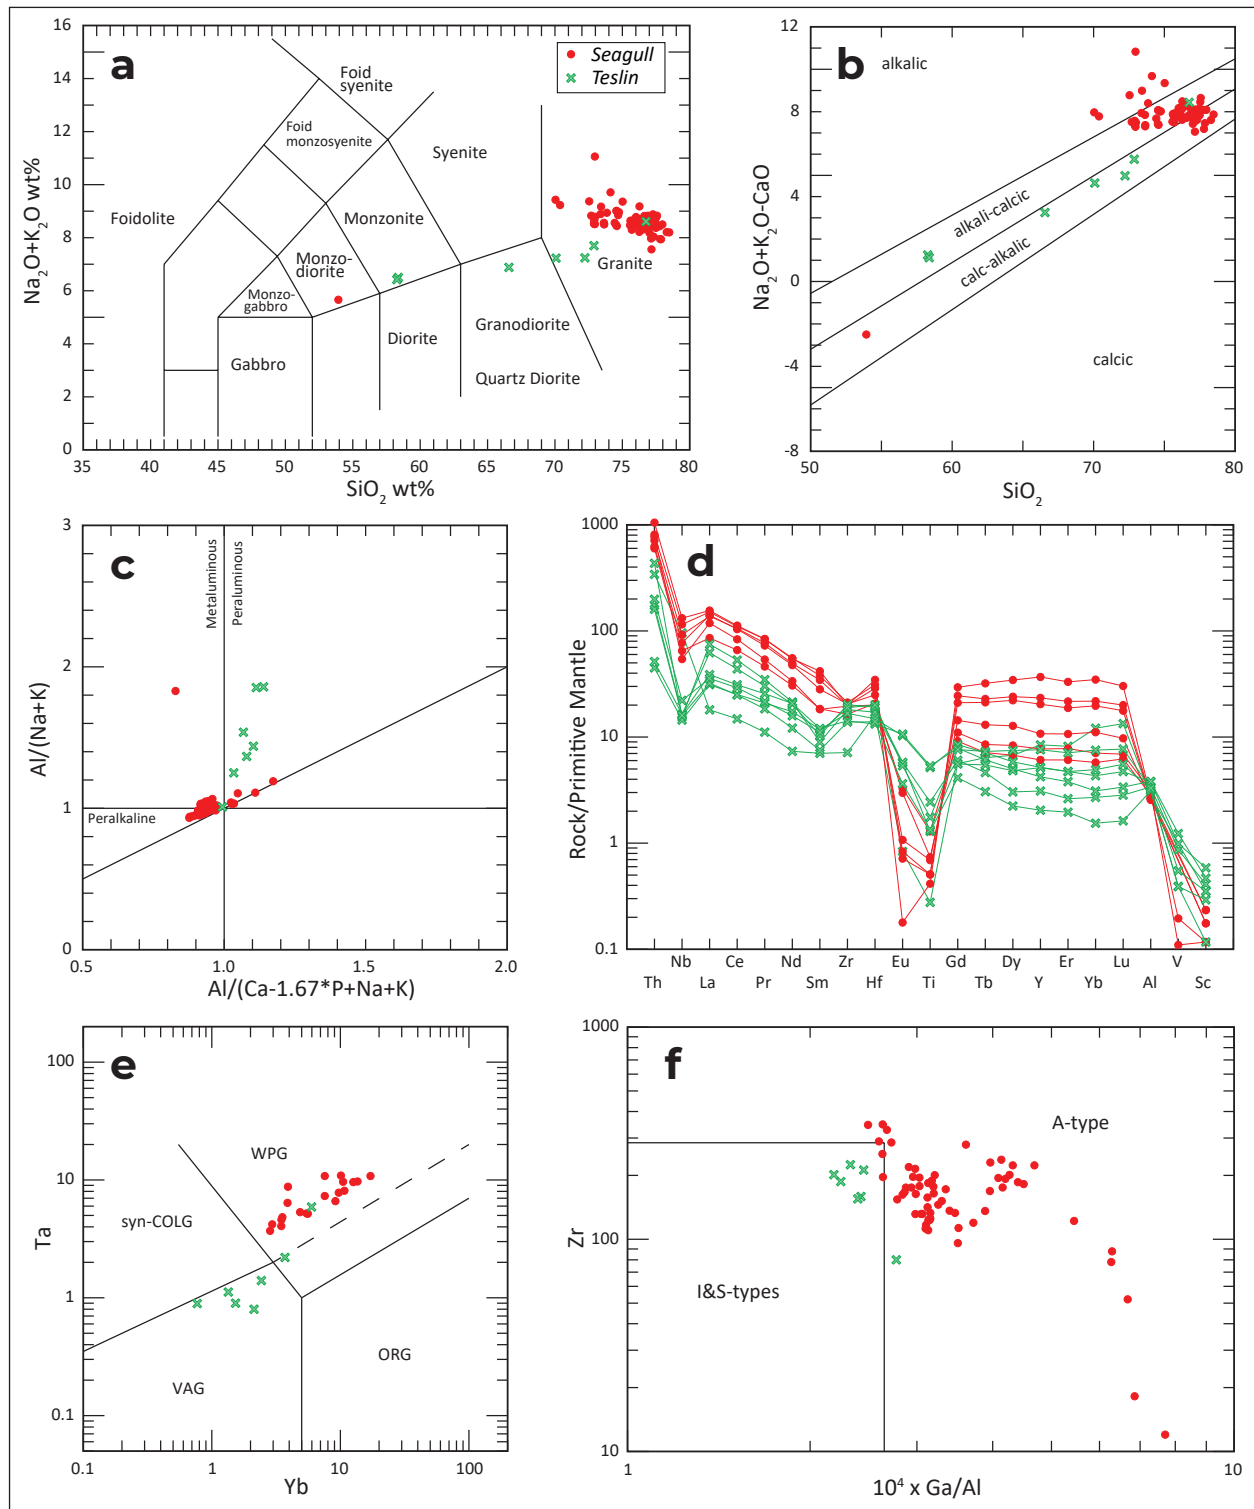 a
Seagull
Teslin
Foid
syenite
Foid
monzosyenite
Syenite
Foidolite
Monzonite
Monzo-
diorite
Monzo-
gabbro
Granite
Diorite
Granodiorite
Gabbro
Quartz Diorite
16
14
12
10
8
6
4
2
0
35 40 45 50 55 60 65 70 75 80
Na₂O+K₂O wt%
SiO₂ wt%
b
alkalic
alkali-calcic
calc-alkalic
calcic
12
8
4
0
-4
-8
50 60 70 80
Na₂O+K₂O-CaO
SiO₂
c
Metaluminous
Peraluminous
Peralkaline
3
2
1
0
0.5 1.0 1.5 2.0
Al/(Na+K)
Al/(Ca-1.67*P+Na+K)
d
1000
100
10
1
0.1
Rock/Primitive Mantle
Nb Ce Nd Zr Eu Gd Dy Er Lu V
Th La Pr Sm Hf Ti Tb Y Yb Al Sc
e
WPG
syn-COLG
ORG
VAG
100
10
1
0.1
0.1 1 10 100
Ta
Yb
f
A-type
I&S-types
1000
100
10
1 10
Zr
10⁴ x Ga/Al